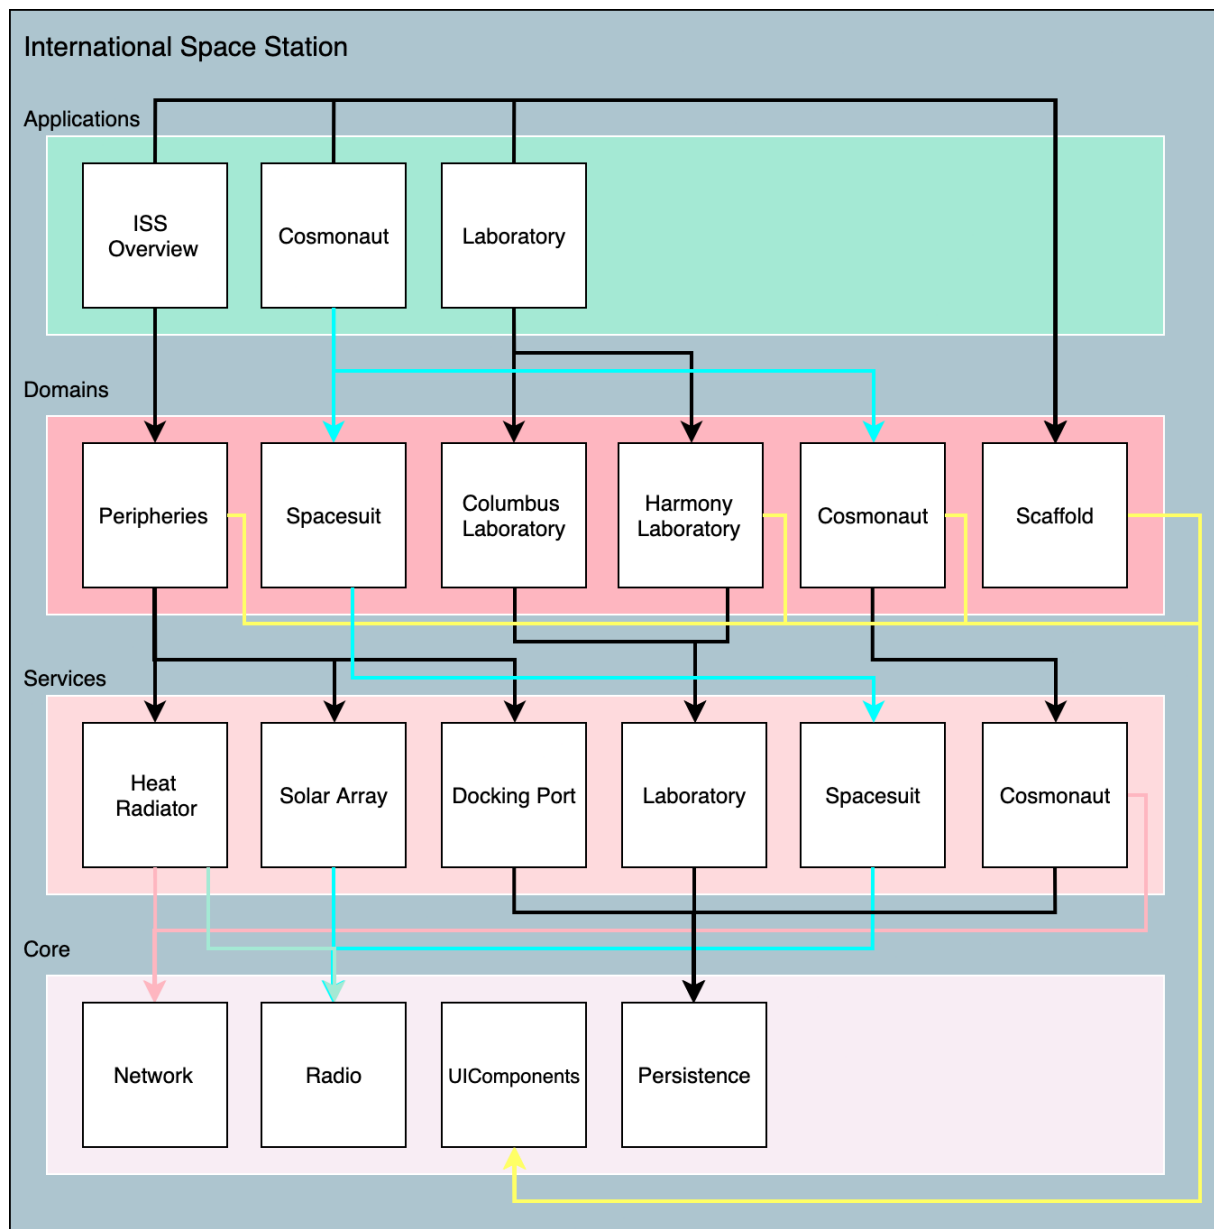 International Space Station
Applications
ISS
Overview
Cosmonaut
Laboratory
Domains
Peripheries
Spacesuit
Columbus
Laboratory
Harmony
Laboratory
Cosmonaut
Scaffold
Services
Heat
Radiator
Solar Array
Docking Port
Laboratory
Spacesuit
Cosmonaut
Core
Network
Radio
UIComponents
Persistence